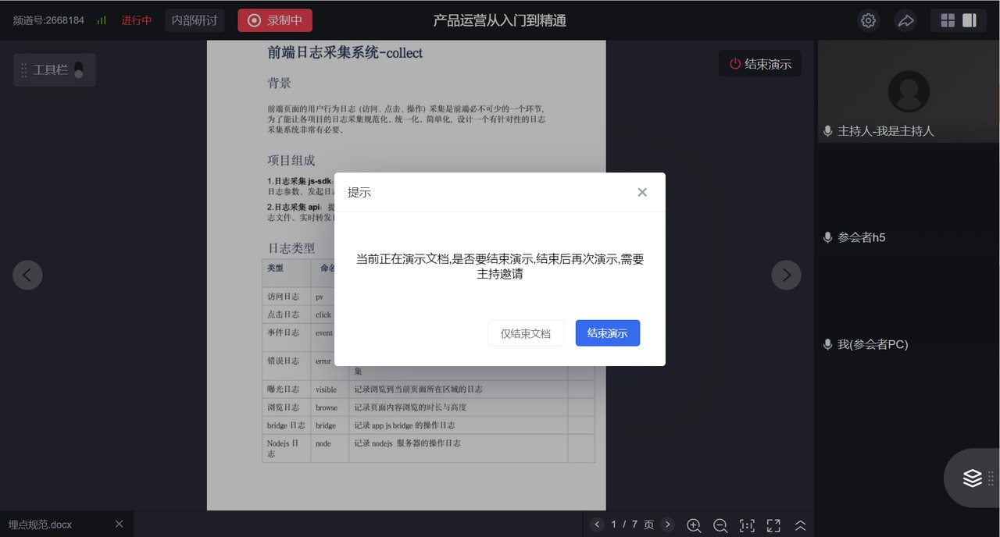 频道号:2668184 进行中 内部研讨 录制中 产品运营从入门到精通
工具栏
结束演示
前端日志采集系统-collect
背景
前端页面的用户行为日志 (访问、点击、操作) 采集是前端必不可少的一个环节,
为了能让各项目的日志采集规范化、统一化、简单化, 设计一个有针对性的日志
采集系统非常有必要。
项目组成
1.日志采集 js-sdk:
日志参数、发起日
2.日志采集 api: 提
志文件、实时转发
日志类型
类型 命名
访问日志 pv
点击日志 click
事件日志 event
错误日志 error
集
曝光日志 visible 记录浏览到当前页面所在区域的日志
浏览日志 browse 记录页面内容浏览的时长与高度
bridge 日志 bridge 记录 app js bridge 的操作日志
Nodejs 日 node 记录 nodejs 服务器的操作日志
志
提示
当前正在演示文档,是否要结束演示,结束后再次演示,需要
主持邀请
仅结束文档 结束演示
主持人-我是主持人
参会者h5
我(参会者PC)
埋点规范.docx
1 / 7 页